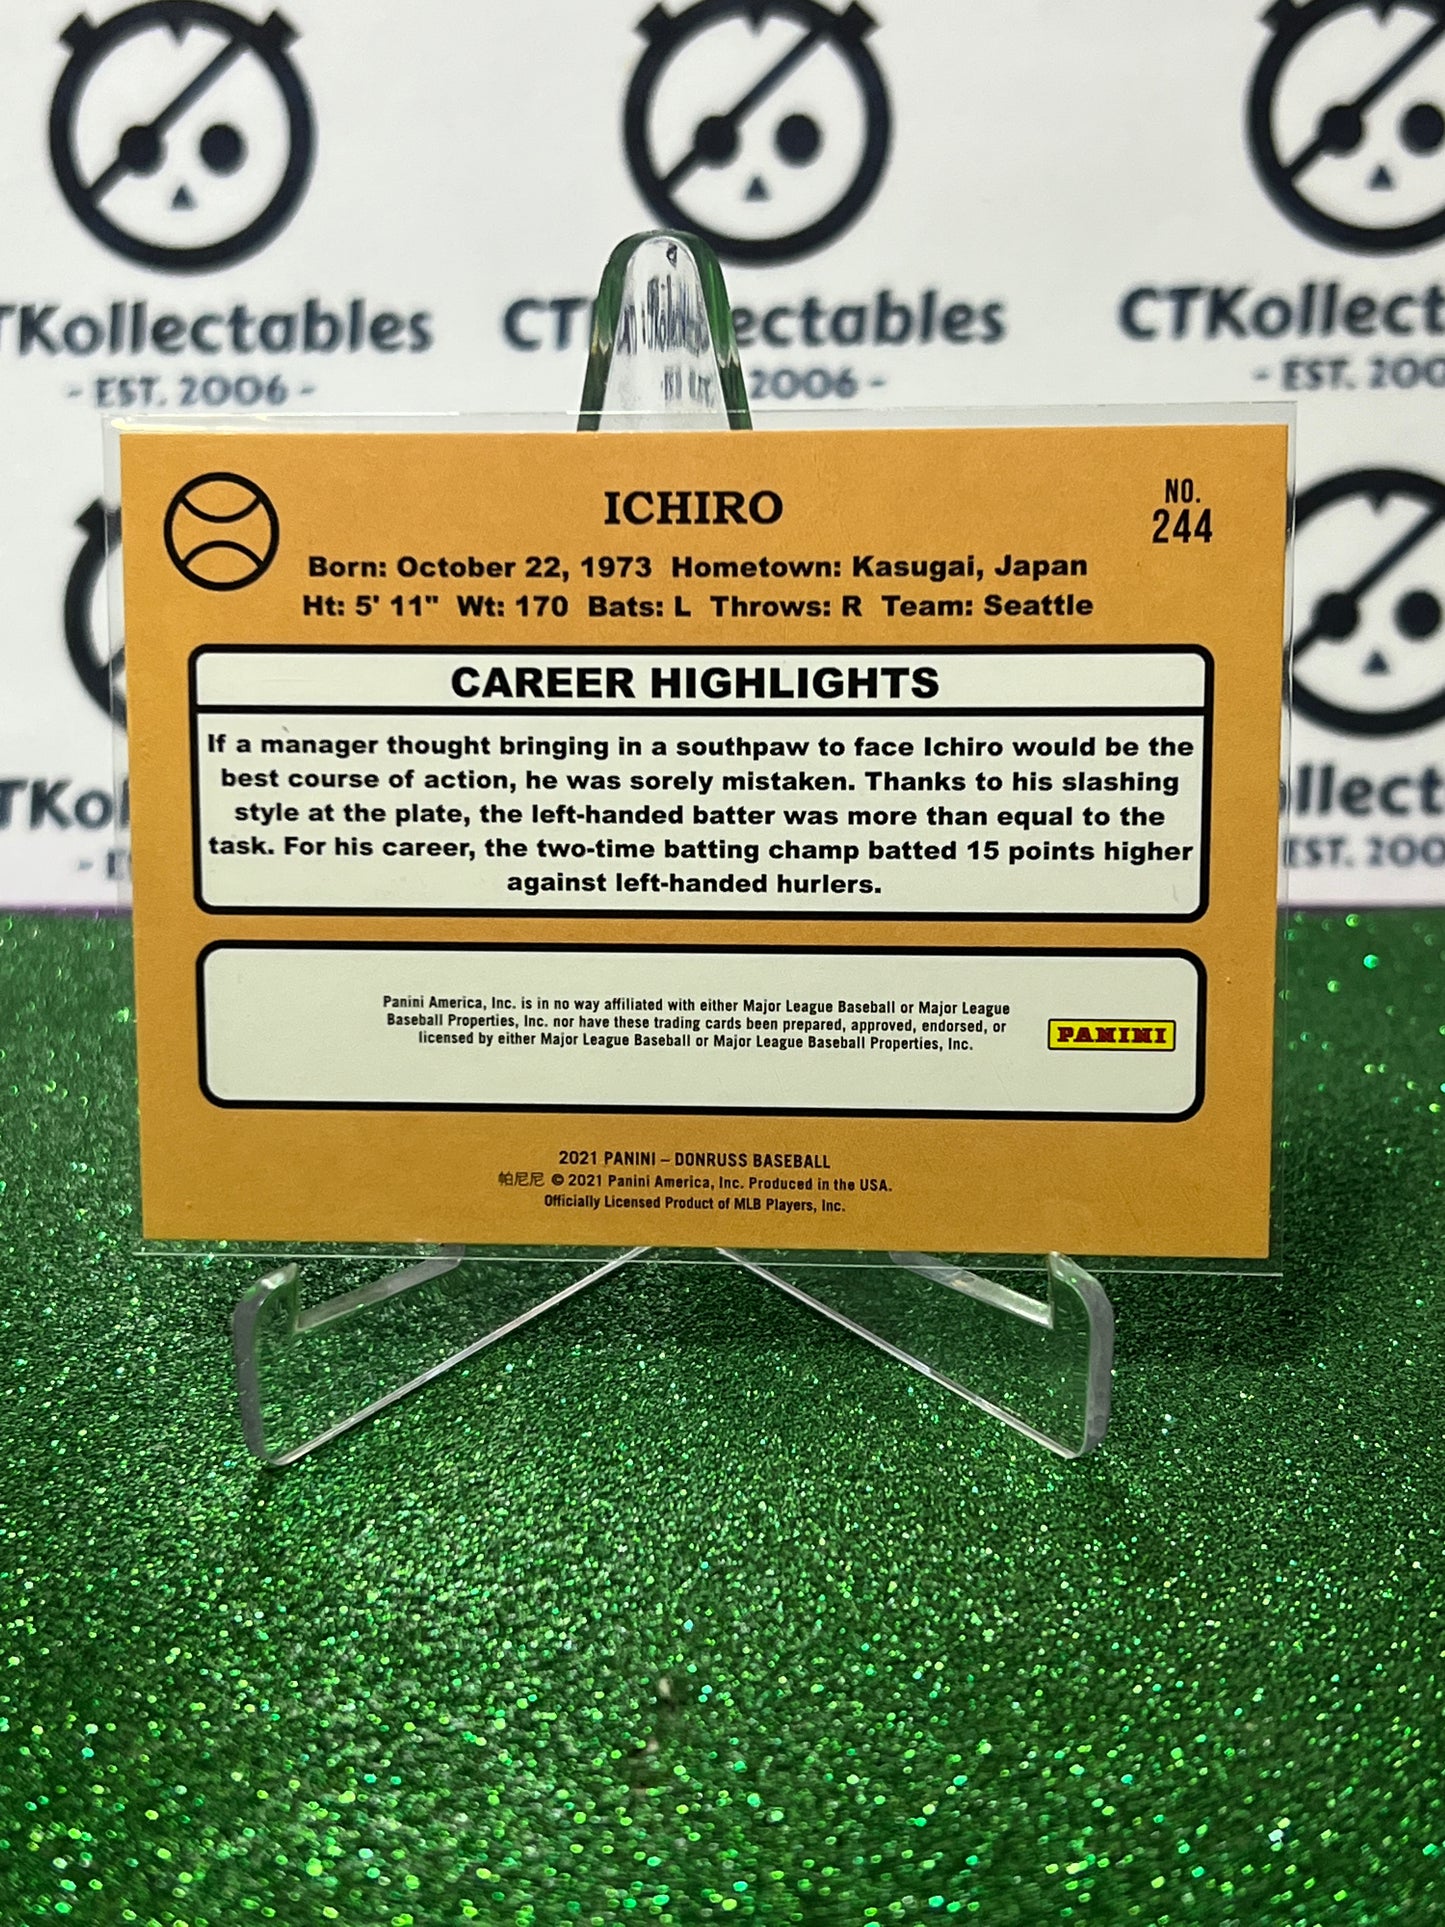 TKollectables
- EST. 2006 -
CT
ectables
2006 -
CTKollect
- EST. 200
ICHIRO
NO.
244
Born: October 22, 1973 Hometown: Kasugai, Japan
Ht: 5' 11" Wt: 170 Bats: L Throws: R Team: Seattle
CAREER HIGHLIGHTS
If a manager thought bringing in a southpaw to face Ichiro would be the
best course of action, he was sorely mistaken. Thanks to his slashing
style at the plate, the left-handed batter was more than equal to the
task. For his career, the two-time batting champ batted 15 points higher
against left-handed hurlers.
TKo
llect
EST. 200
Panini America, Inc. is in no way affiliated with either Major League Baseball or Major League
Baseball Properties, Inc. nor have these trading cards been prepared, approved, endorsed, or
licensed by either Major League Baseball or Major League Baseball Properties, Inc.
PANINI
2021 PANINI – DONRUSS BASEBALL
帕尼尼 © 2021 Panini America, Inc. Produced in the USA.
Officially Licensed Product of MLB Players, Inc.